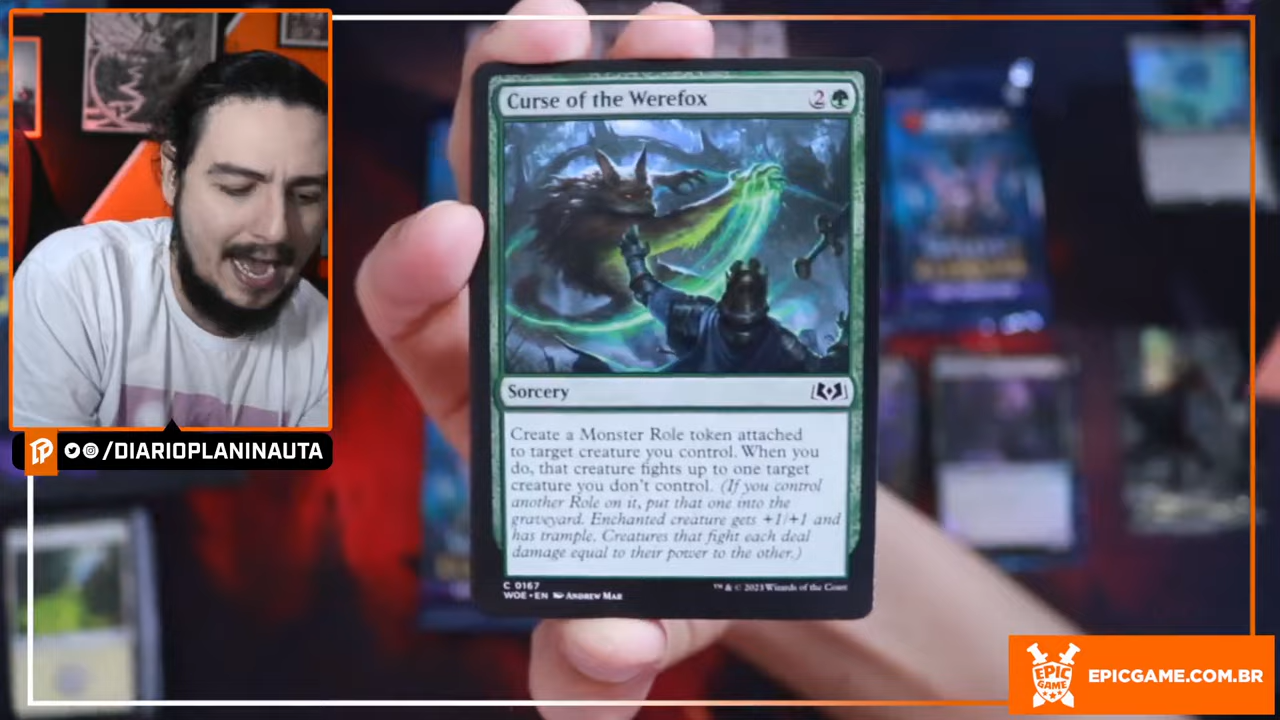 Curse of the Werefox 2
Sorcery
Create a Monster Role token attached
to target creature you control. When you
do, that creature fights up to one target
creature you don't control. (If you control
another Role on it, put that one into the
graveyard. Enchanted creature gets +1/+1 and
has trample. Creatures that fight each deal
damage equal to their power to the other.)
C 0167
WOE • EN Andrew Mar
™ & © 2023 Wizards of the Coast
/DIARIOPLANINAUTA
EPIC
GAME
EPICGAME.COM.BR